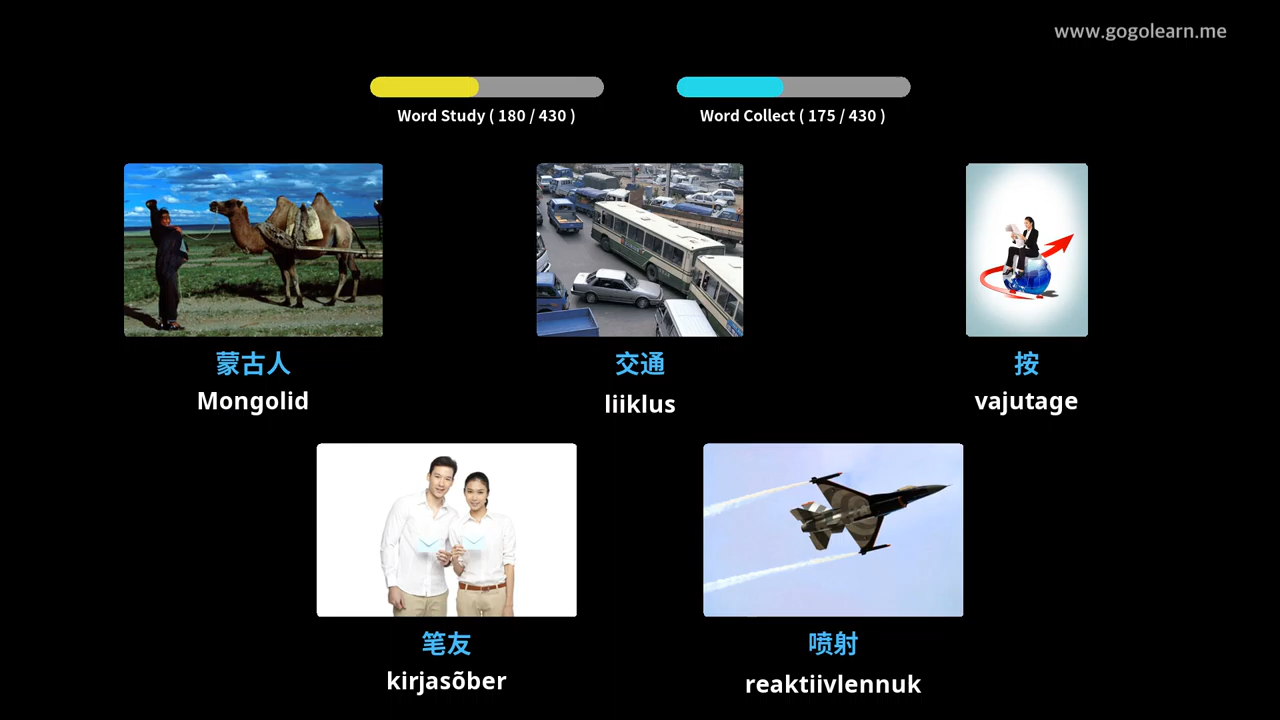 www.gogolearn.me
Word Study ( 180 / 430 )
Word Collect ( 175 / 430 )
蒙古人
Mongolid
交通
liiklus
按
vajutage
笔友
kirjasõber
喷射
reaktiivlennuk